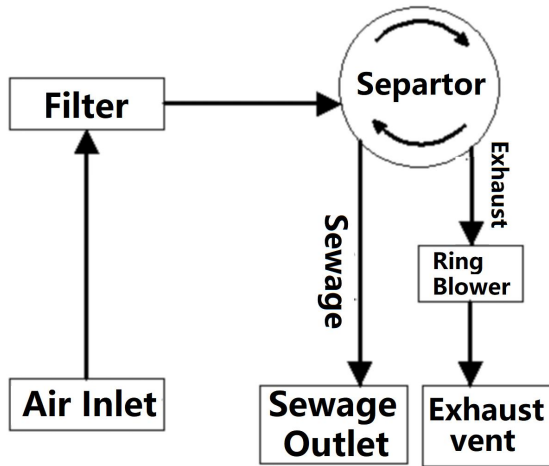 Filter
Separtor
Exhaust
Sewage
Ring
Blower
Air Inlet
Sewage
Outlet
Exhaust
vent